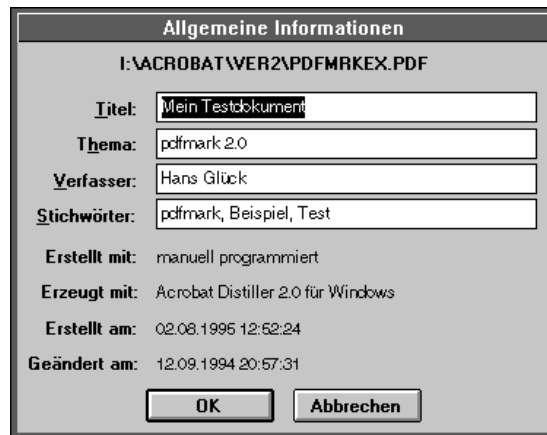 Allgemeine Informationen
I:\ACROBAT\VER2\PDFMRKEX.PDF
Titel: Mein Testdokument
Thema: pdfmark 2.0
Verfasser: Hans Glück
Stichwörter: pdfmark, Beispiel, Test
Erstellt mit: manuell programmiert
Erzeugt mit: Acrobat Distiller 2.0 für Windows
Erstellt am: 02.08.1995 12:52:24
Geändert am: 12.09.1994 20:57:31
OK Abbrechen